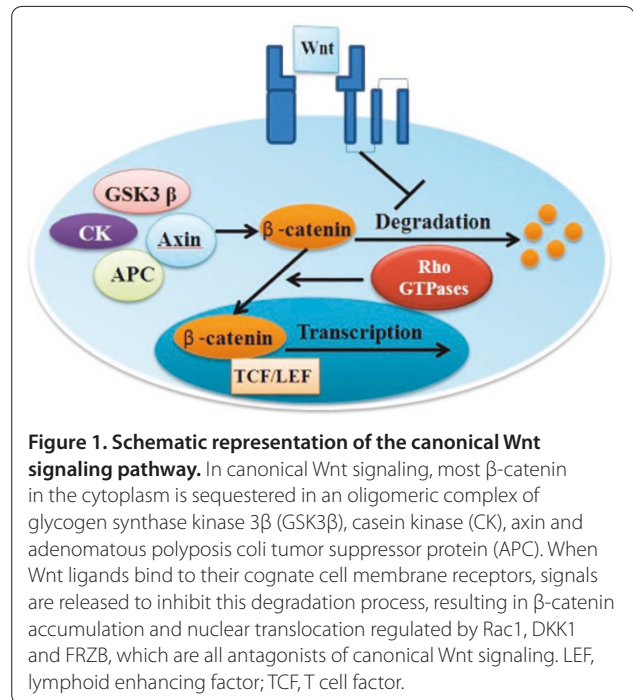 Wnt
GSK3 β
CK
Axin
APC
β-catenin
Degradation
Rho
GTPases
β-catenin
Transcription
TCF/LEF
Figure 1. Schematic representation of the canonical Wnt
signaling pathway. In canonical Wnt signaling, most β-catenin
in the cytoplasm is sequestered in an oligomeric complex of
glycogen synthase kinase 3β (GSK3β), casein kinase (CK), axin and
adenomatous polyposis coli tumor suppressor protein (APC). When
Wnt ligands bind to their cognate cell membrane receptors, signals
are released to inhibit this degradation process, resulting in β-catenin
accumulation and nuclear translocation regulated by Rac1, DKK1
and FRZB, which are all antagonists of canonical Wnt signaling. LEF,
lymphoid enhancing factor; TCF, T cell factor.